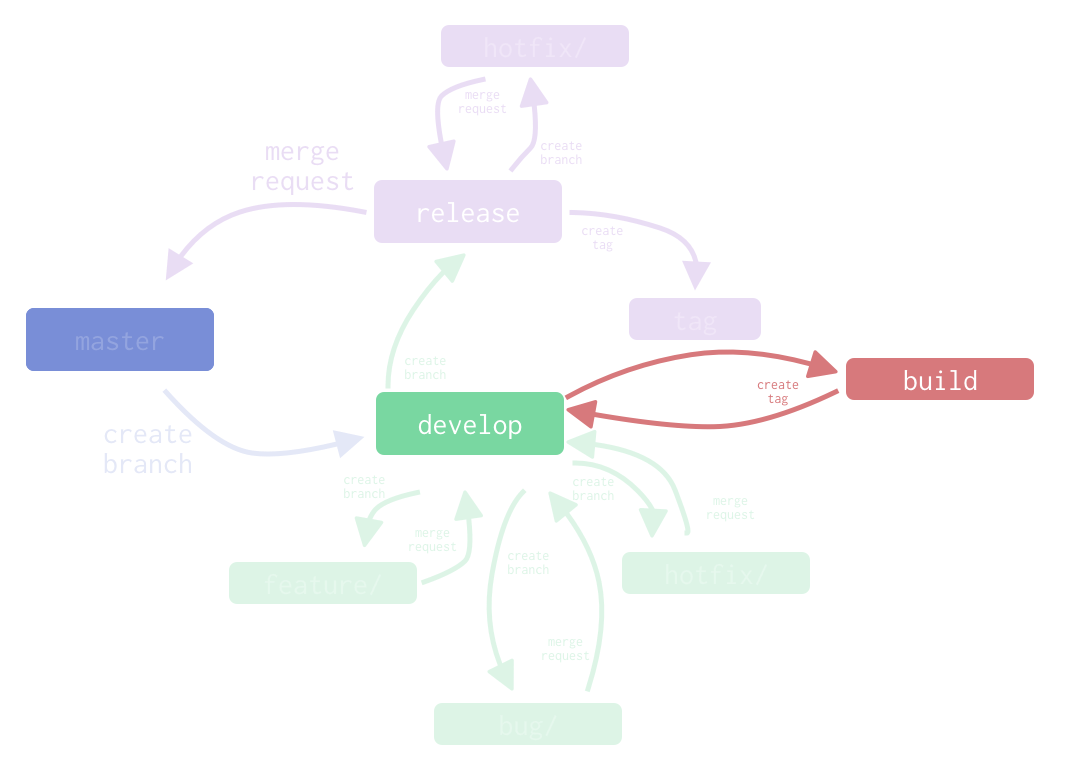 hotfix/
merge
request
create
branch
merge
request
release
create
tag
master
tag
create
branch
create
tag
build
develop
create
branch
create
branch
create
branch
merge
request
merge
request
create
branch
feature/
hotfix/
merge
request
bug/